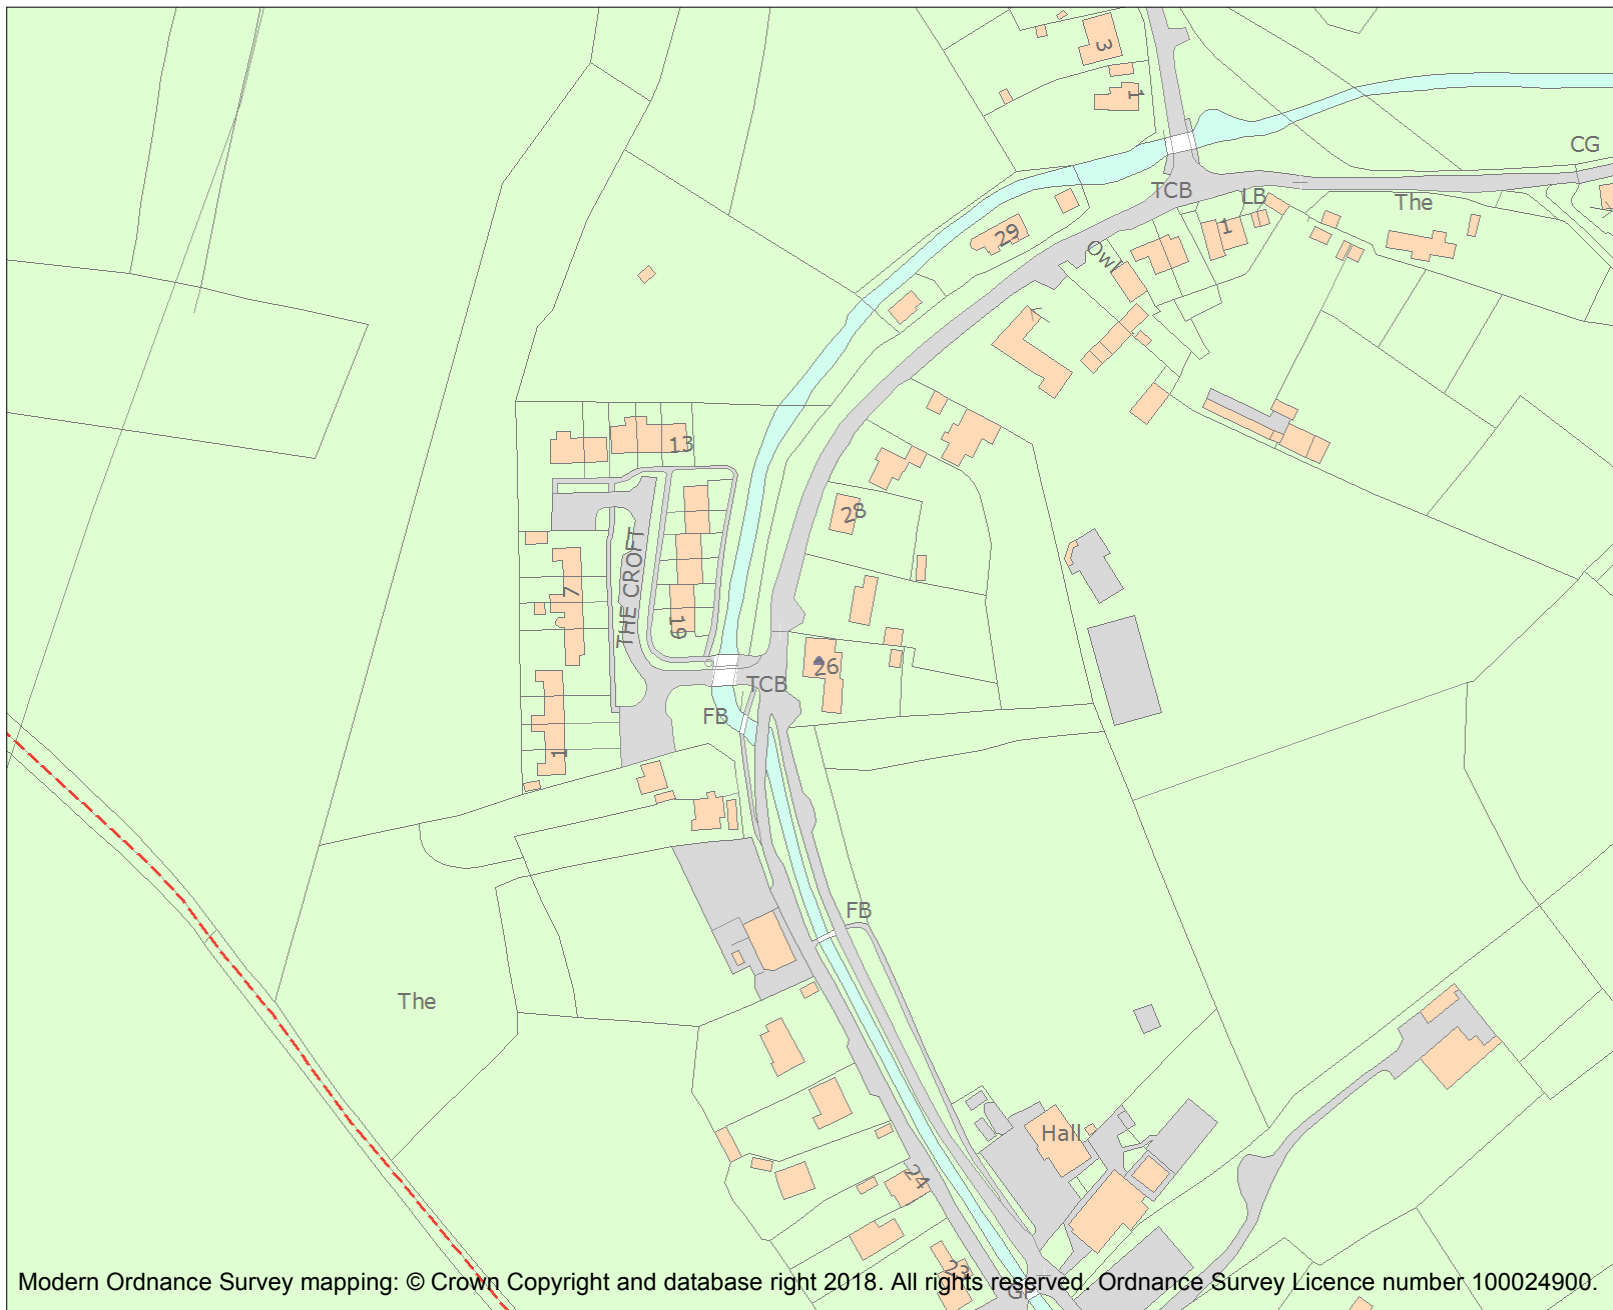 3
1
CG
TCB
LB
The
29
1
Owl
13
28
7
THE CROFT
19
26
TCB
FB
1
FB
The
Hall
24
23
Modern Ordnance Survey mapping: © Crown Copyright and database right 2018. All rights reserved. Ordnance Survey Licence number 100024900.